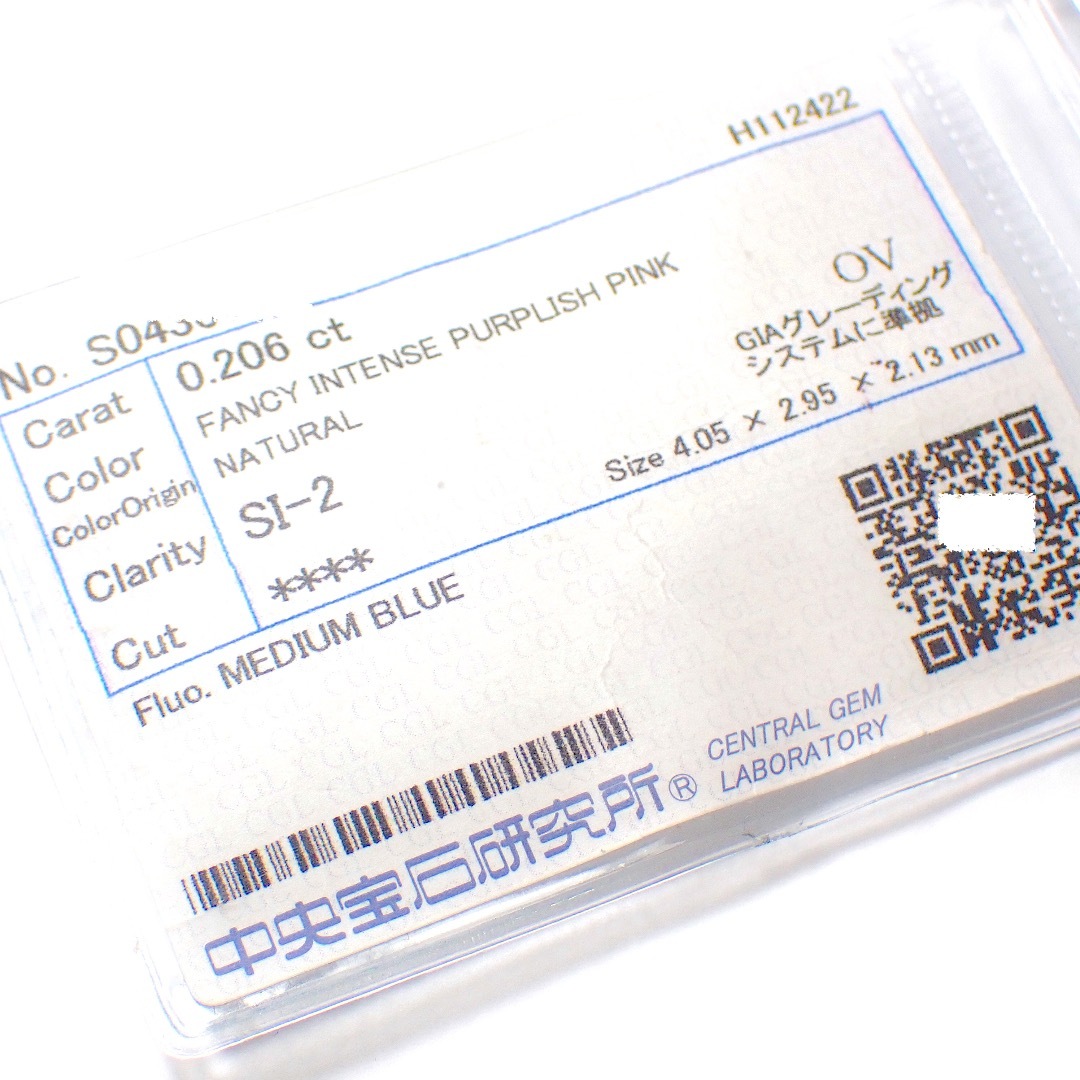 H112422
No. S043
Carat 0.206 ct
Color FANCY INTENSE PURPLISH PINK
ColorOrigin NATURAL
Clarity SI-2
Cut ****
OV
GIAグレーディング
システムに準拠
Size 4.05 × 2.95 × 2.13 mm
Fluo. MEDIUM BLUE
中央宝石研究所®
CENTRAL GEM
LABORATORY